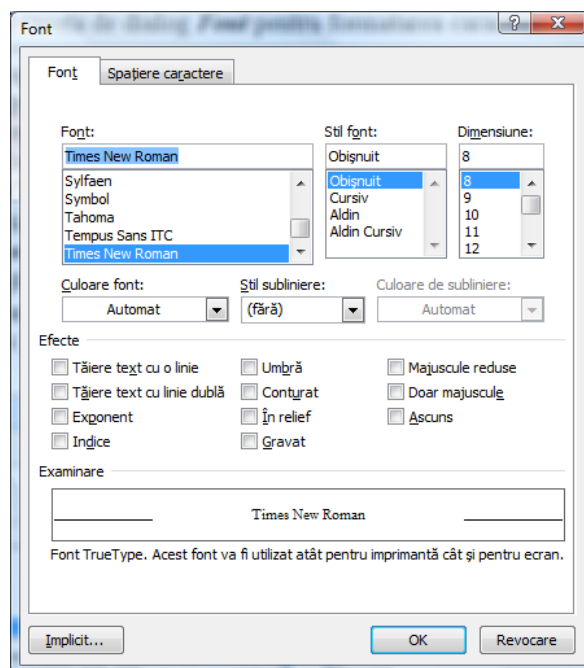 Font
Font Spațiere caractere
Font: Stil font: Dimensiune:
Times New Roman Obișnuit 8
Sylfaen Obișnuit 8
Symbol Cursiv 9
Tahoma Aldin 10
Tempus Sans ITC Aldin Cursiv 11
Times New Roman 12
Culoare font: Stil subliniere: Culoare de subliniere:
Automat (fără) Automat
Efecte
Tăiere text cu o linie Umbră Majuscule reduse
Tăiere text cu linie dublă Conturat Doar majuscule
Exponent În relief Ascuns
Indice Gravat
Examinare
Times New Roman
Font TrueType. Acest font va fi utilizat atât pentru imprimantă cât și pentru ecran.
Implicit... OK Revocare